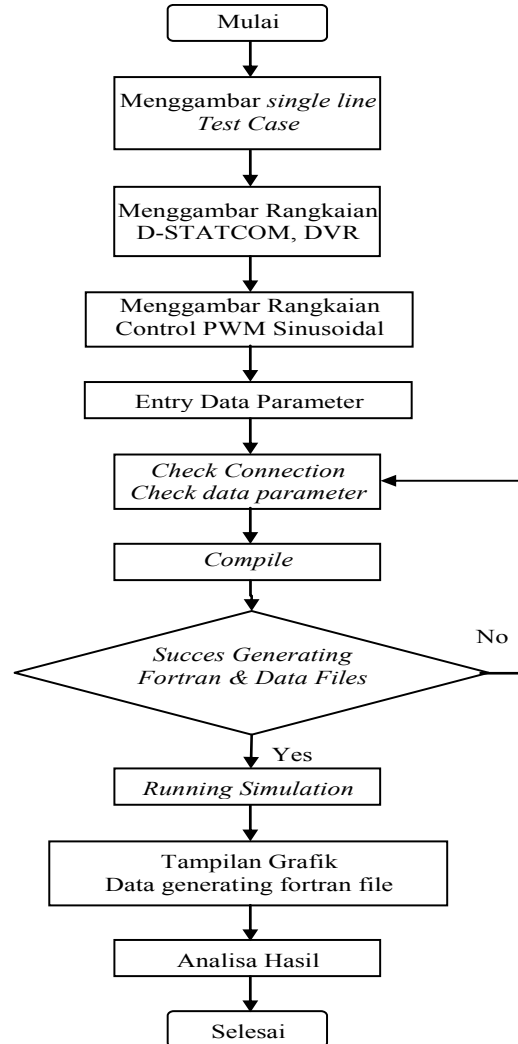 Mulai
Menggambar single line
Test Case
Menggambar Rangkaian
D-STATCOM, DVR
Menggambar Rangkaian
Control PWM Sinusoidal
Entry Data Parameter
Check Connection
Check data parameter
Compile
Succes Generating
Fortran & Data Files
No
Yes
Running Simulation
Tampilan Grafik
Data generating fortran file
Analisa Hasil
Selesai